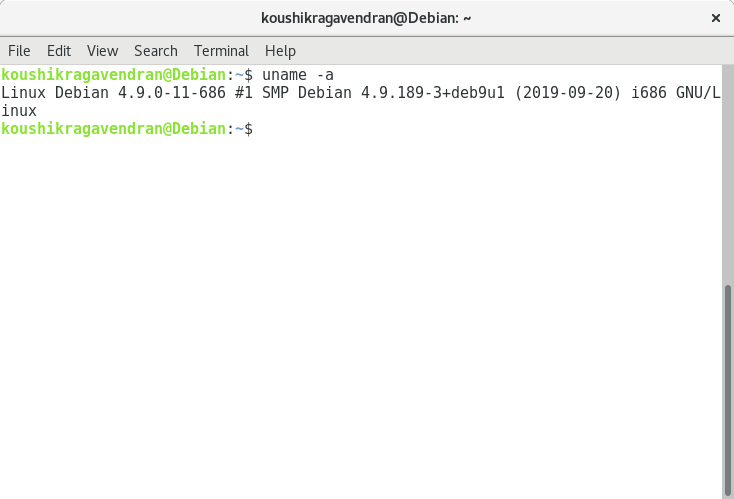 koushikragavendran@Debian: ~
File Edit View Search Terminal Help
koushikragavendran@Debian:~$ uname -a
Linux Debian 4.9.0-11-686 #1 SMP Debian 4.9.189-3+deb9u1 (2019-09-20) i686 GNU/L
inux
koushikragavendran@Debian:~$